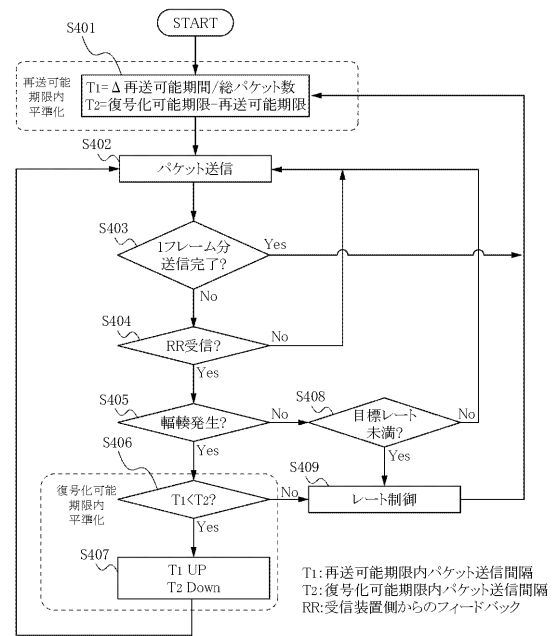 START
S401
再送可能
期限内
平準化
T1=Δ再送可能期間/総パケット数
T2=復号化可能期限-再送可能期限
S402
パケット送信
S403
1フレーム分
送信完了?
Yes
No
S404
RR受信?
No
Yes
S405
輻輳発生?
No
Yes
S408
目標レート
未満?
No
Yes
S406
復号化可能
期限内
平準化
T1<T2?
No
Yes
S409
レート制御
S407
T1 UP
T2 Down
T1:再送可能期限内パケット送信間隔
T2:復号化可能期限内パケット送信間隔
RR:受信装置側からのフィードバック